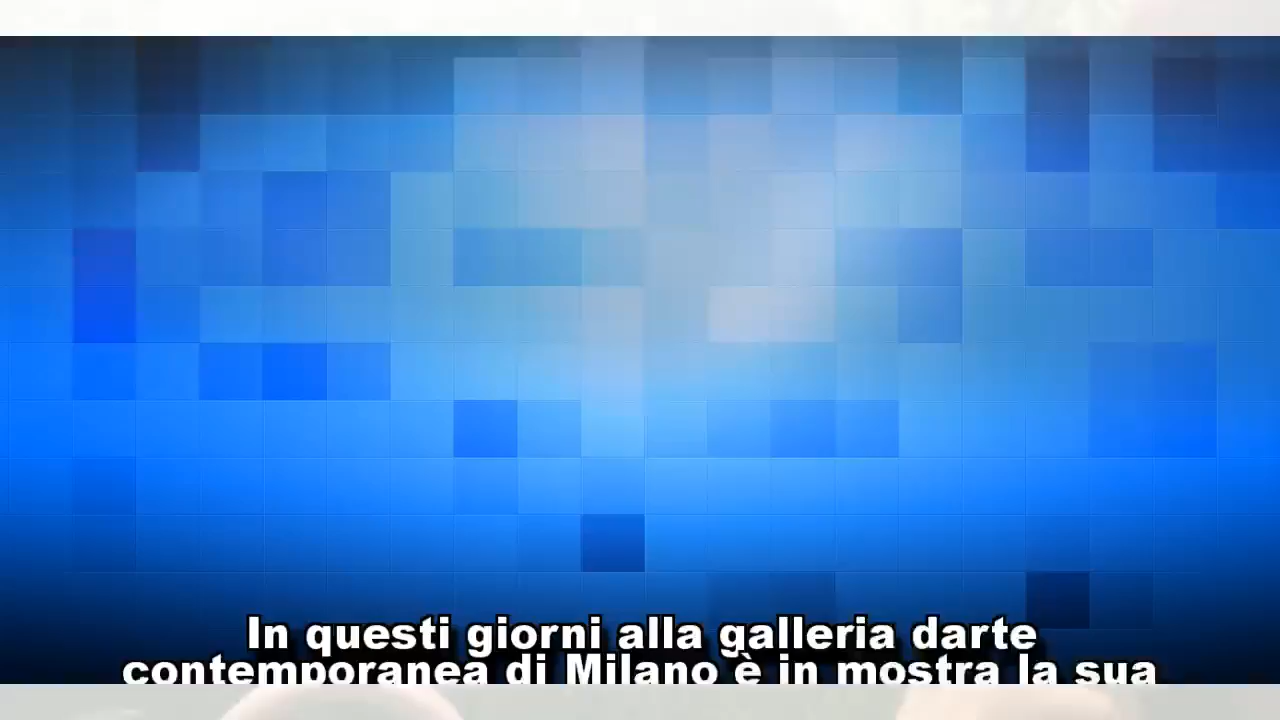 In questi giorni alla galleria darte
contemporanea di Milano è in mostra la sua